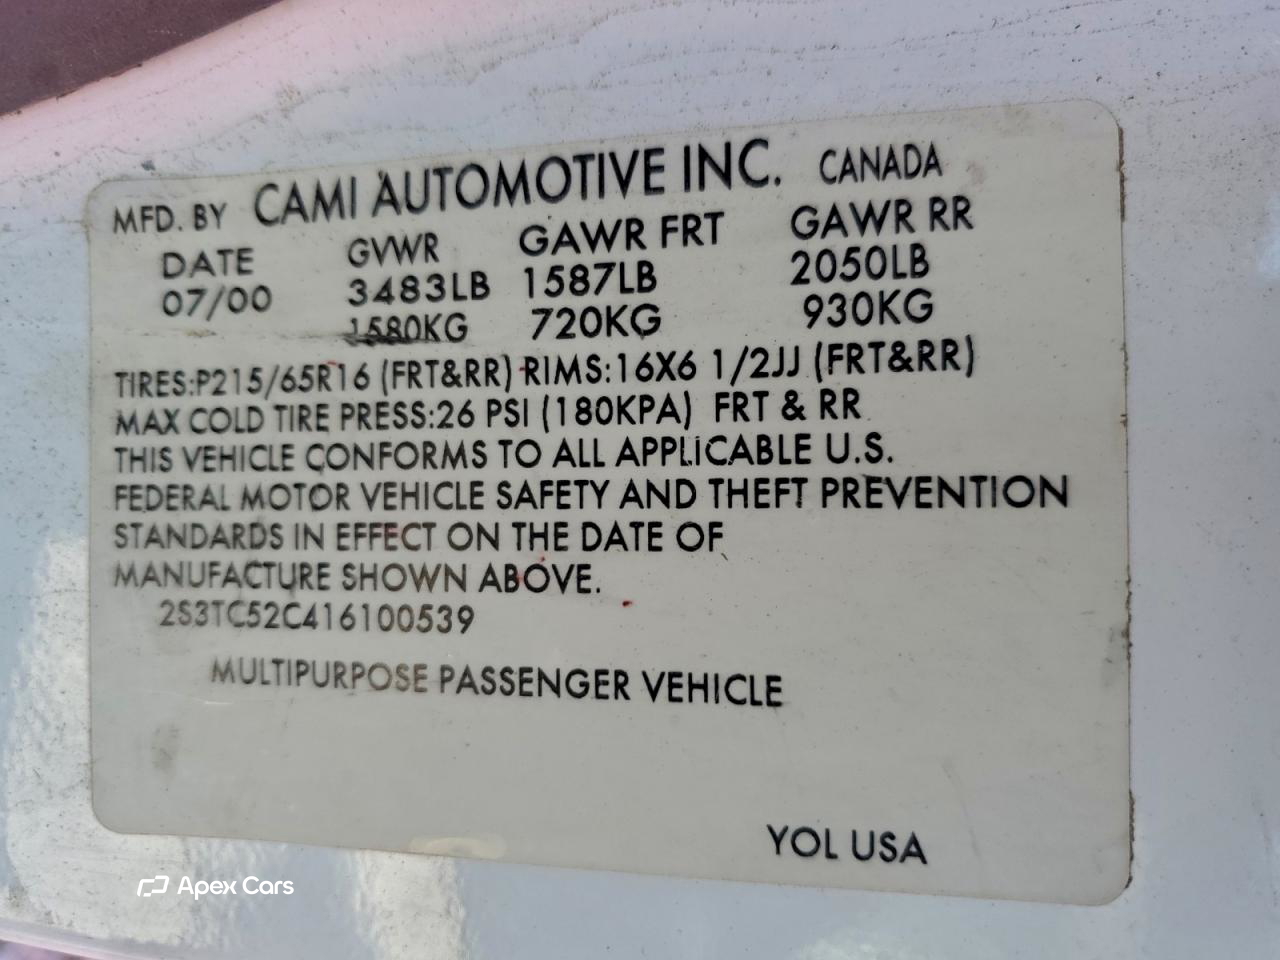 MFD. BY CAMI AUTOMOTIVE INC. CANADA
DATE GVWR GAWR FRT GAWR RR
07/00 3483LB 1587LB 2050LB
1580KG 720KG 930KG
TIRES:P215/65R16 (FRT&RR) RIMS:16X6 1/2JJ (FRT&RR)
MAX COLD TIRE PRESS:26 PSI (180KPA) FRT & RR
THIS VEHICLE CONFORMS TO ALL APPLICABLE U.S.
FEDERAL MOTOR VEHICLE SAFETY AND THEFT PREVENTION
STANDARDS IN EFFECT ON THE DATE OF
MANUFACTURE SHOWN ABOVE.
2S3TC52C416100539
MULTIPURPOSE PASSENGER VEHICLE
YOL USA
Apex Cars